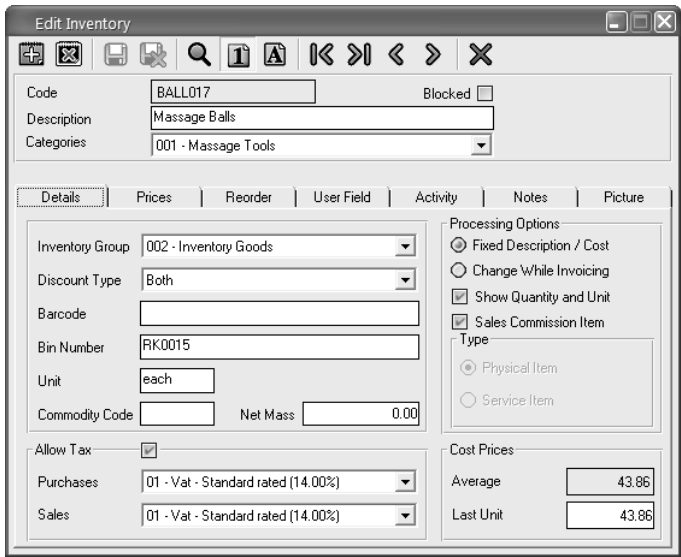 Edit Inventory
1 A
Code BALL017 Blocked
Description Massage Balls
Categories 001 - Massage Tools
Details Prices Reorder User Field Activity Notes Picture
Processing Options
Inventory Group 002 - Inventory Goods Fixed Description / Cost
Discount Type Both Change While Invoicing
Barcode Show Quantity and Unit
Bin Number RK0015 Sales Commission Item
Type
Unit each Physical Item
Commodity Code Net Mass 0.00 Service Item
Allow Tax Cost Prices
Purchases 01 - Vat - Standard rated (14.00%) Average 43.86
Sales 01 - Vat - Standard rated (14.00%) Last Unit 43.86